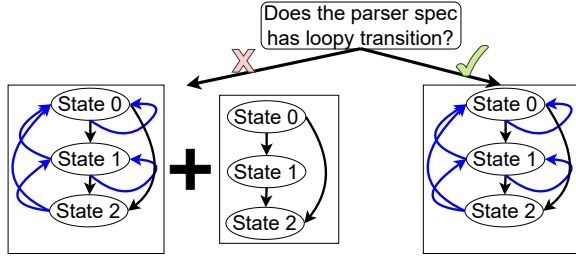 Does the parser spec
has loopy transition?
X
State 0
State 1
State 2
+
State 0
State 1
State 2
State 0
State 1
State 2